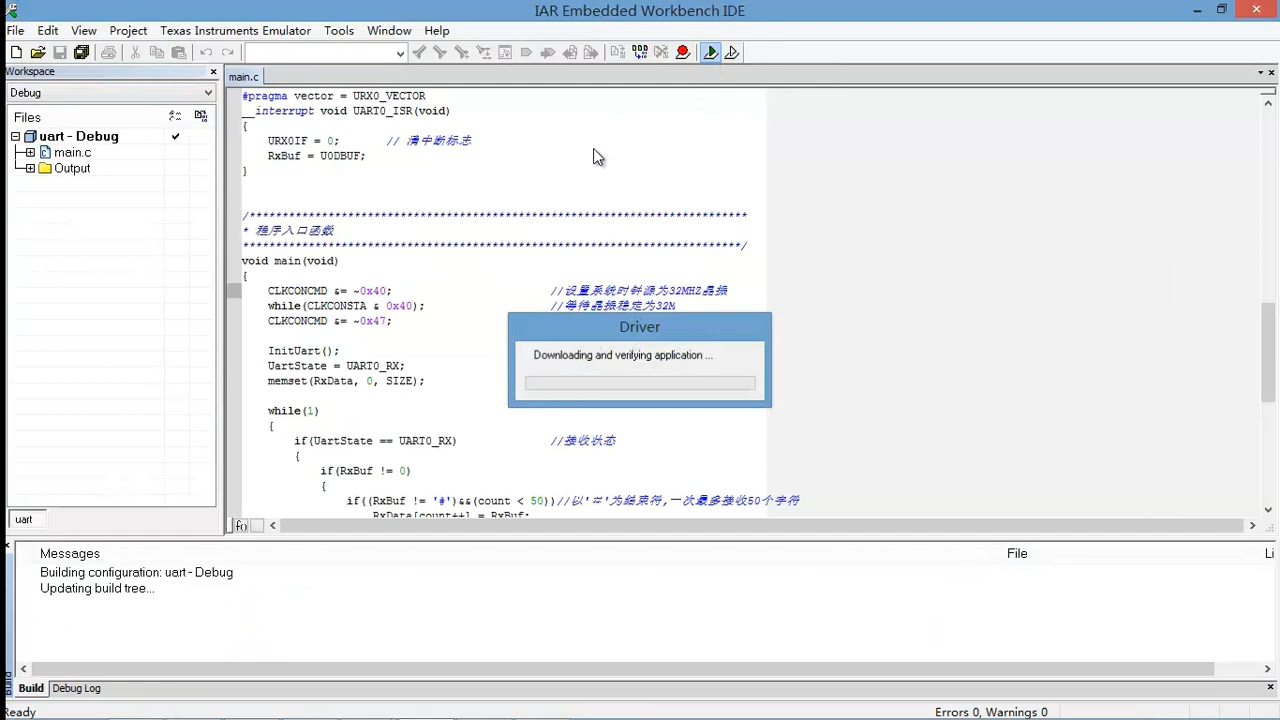 IAR Embedded Workbench IDE
File Edit View Project Texas Instruments Emulator Tools Window Help
Workspace
Debug
Files
uart - Debug
main.c
Output
uart
main.c
#pragma vector = URX0_VECTOR
__interrupt void UART0_ISR(void)
{
URX0IF = 0; // 清中断标志
RxBuf = U0DBUF;
}
/****************************************************************************
* 程序入口函数
****************************************************************************/
void main(void)
{
CLKCONCMD &= ~0x40; //设置系统时钟源为32MHZ晶振
while(CLKCONSTA & 0x40); //等待晶振稳定为32M
CLKCONCMD &= ~0x47;
InitUart();
UartState = UART0_RX;
memset(RxData, 0, SIZE);
while(1)
{
if(UartState == UART0_RX) //接收状态
{
if(RxBuf != 0)
{
if((RxBuf != '#')&&(count < 50))//以'#'为结束符,一次最多接收50个字符
RxData[count++] = RxBuf;
Driver
Downloading and verifying application ...
Messages File Li
Building configuration: uart - Debug
Updating build tree...
Build Debug Log
Ready Errors 0, Warnings 0